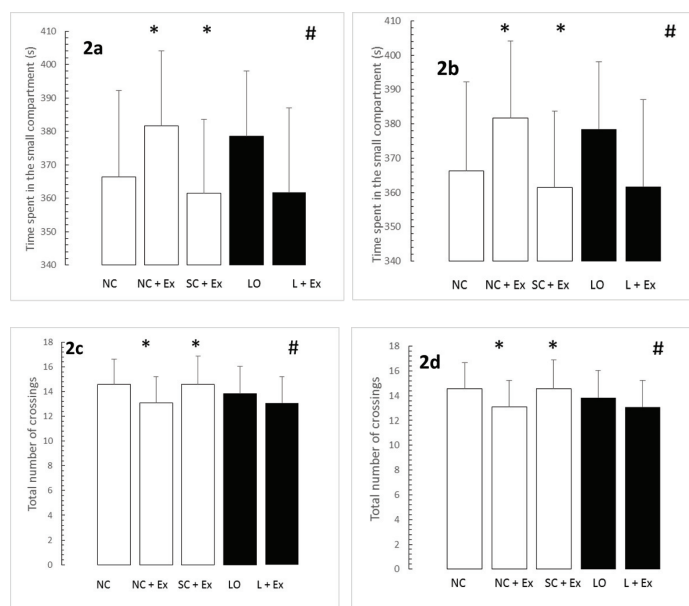 2a
* * #
Time spent in the small compartment (s)
410
400
390
380
370
360
350
340
NC NC + Ex SC + Ex LO L + Ex
2b
* * #
Time spent in the small compartment (s)
410
400
390
380
370
360
350
340
NC NC + Ex SC + Ex LO L + Ex
2c
* * #
Total number of crossings
18
16
14
12
10
8
6
4
2
0
NC NC + Ex SC + Ex LO L + Ex
2d
* * #
Total number of crossings
18
16
14
12
10
8
6
4
2
0
NC NC + Ex SC + Ex LO L + Ex